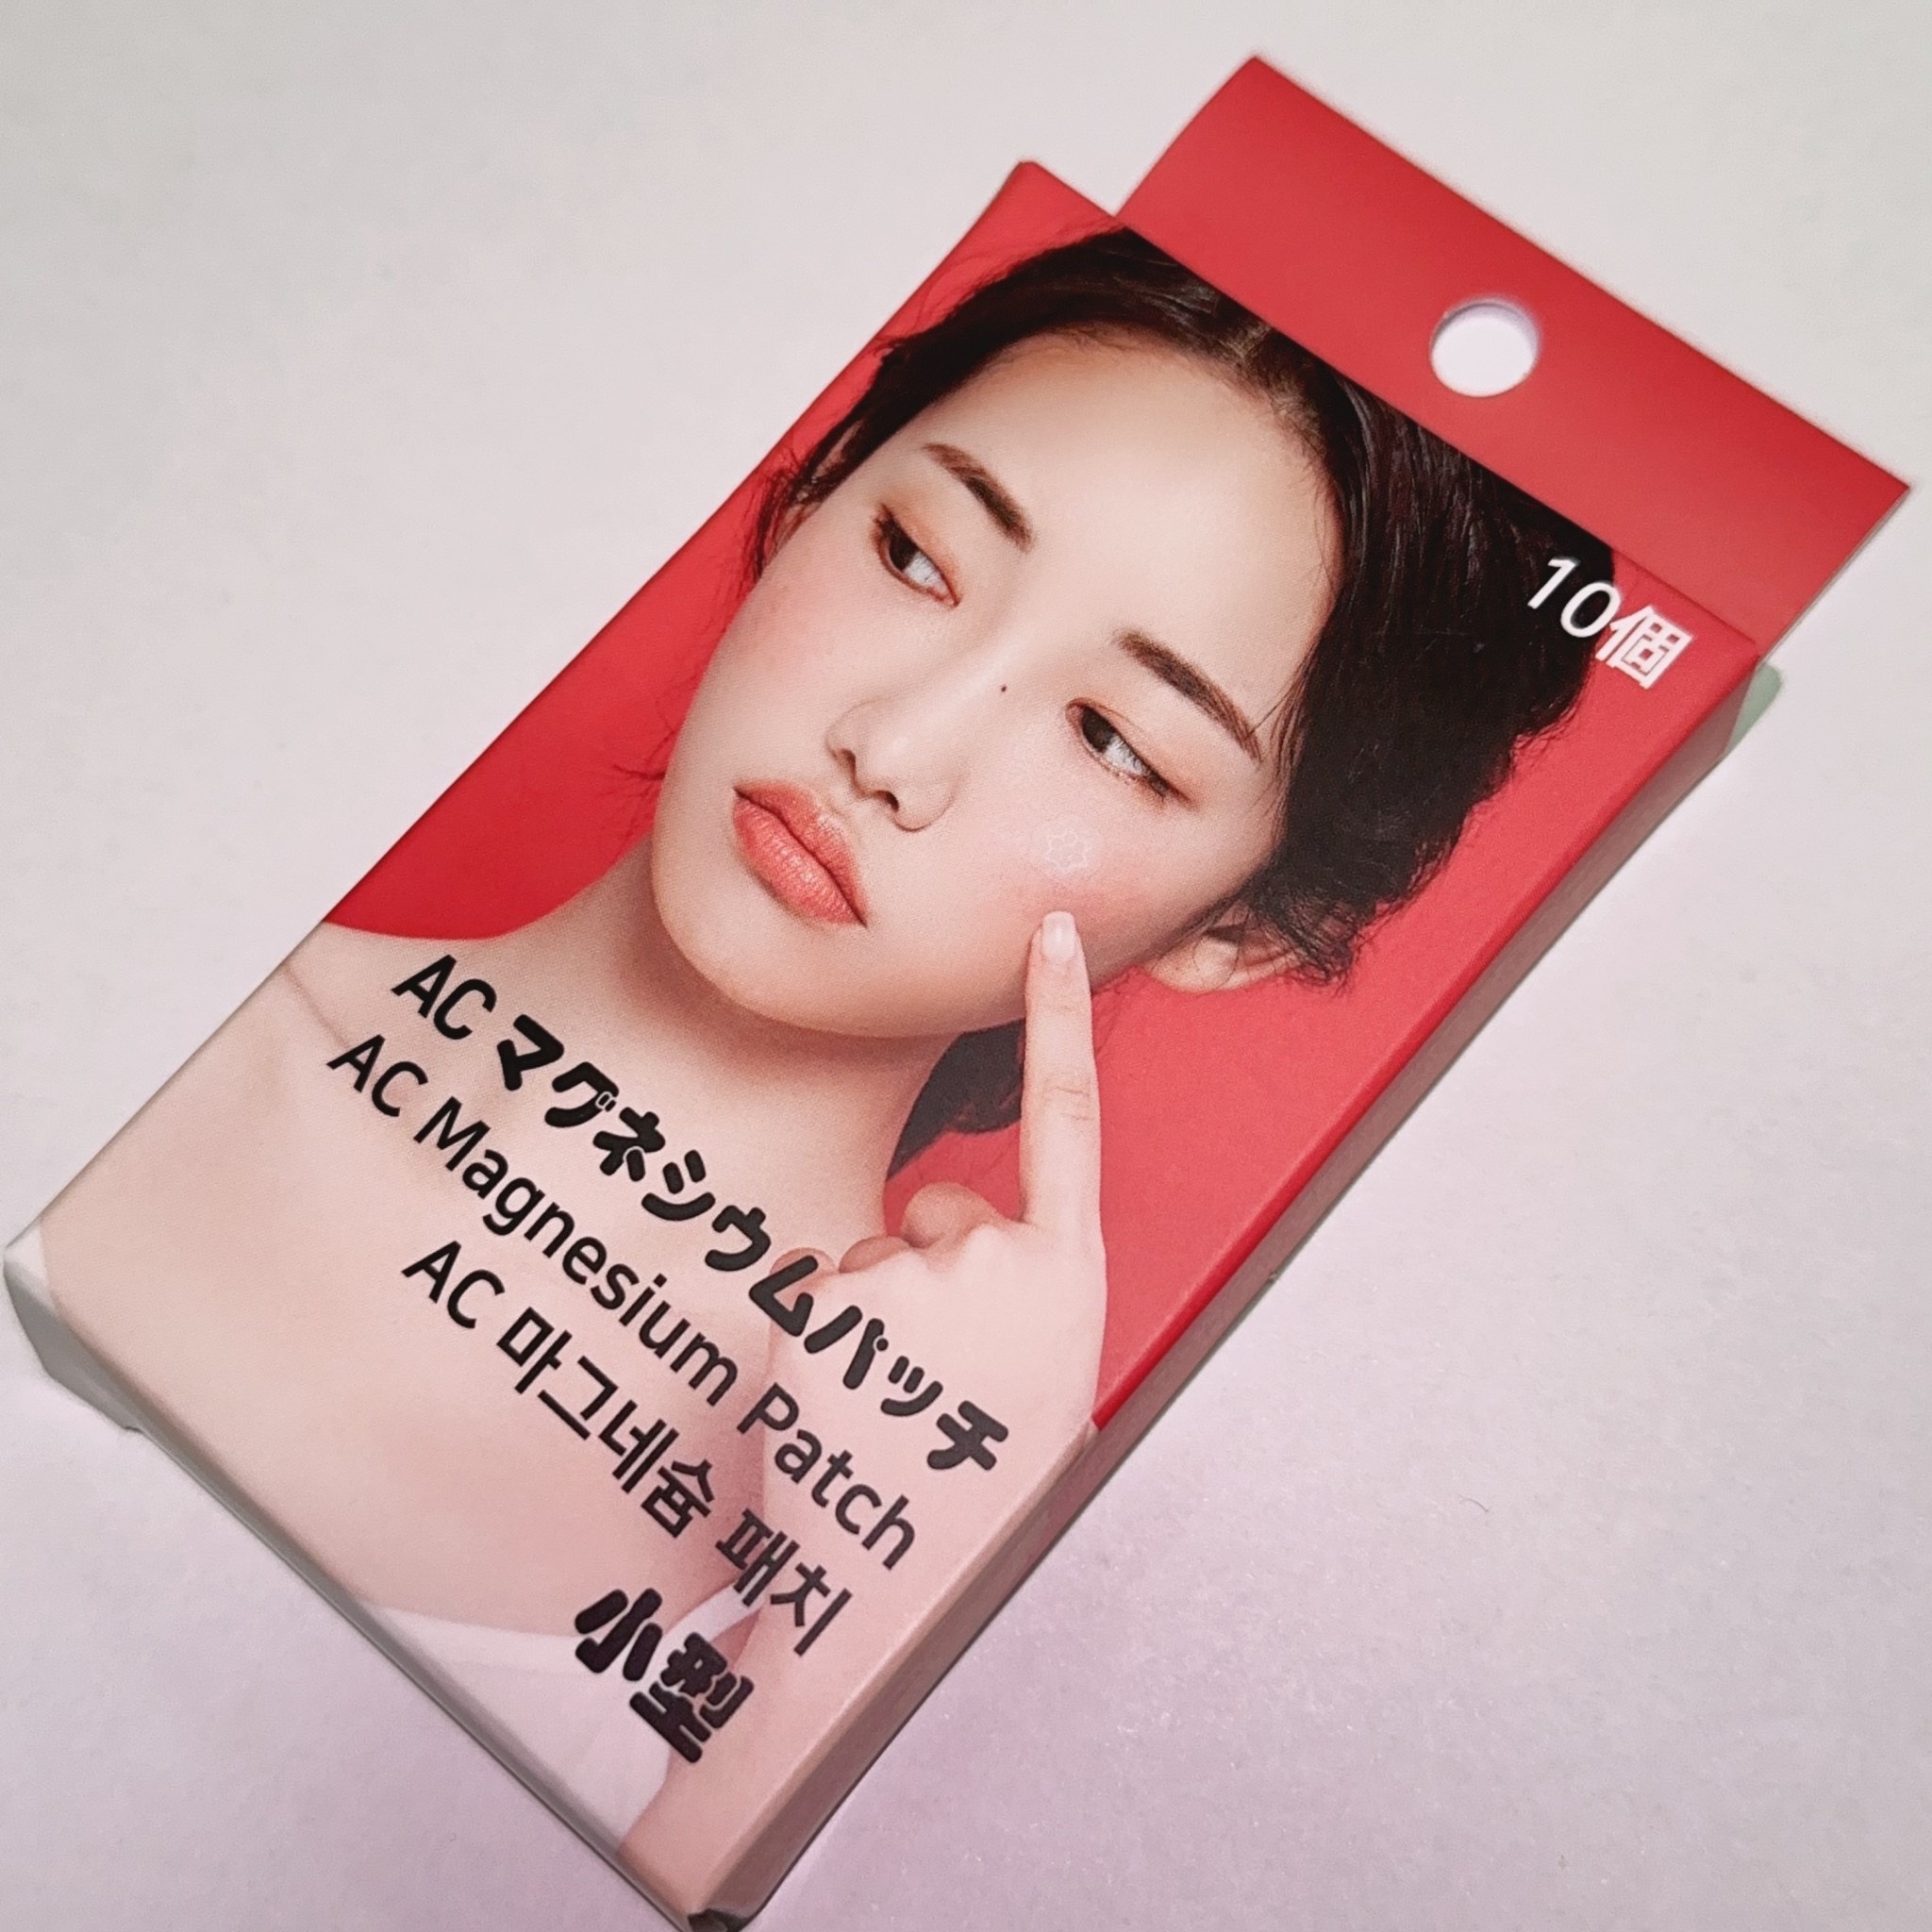 10個
AC マグネシウムパッチ
AC Magnesium Patch
AC 마그네슘 패치
小型